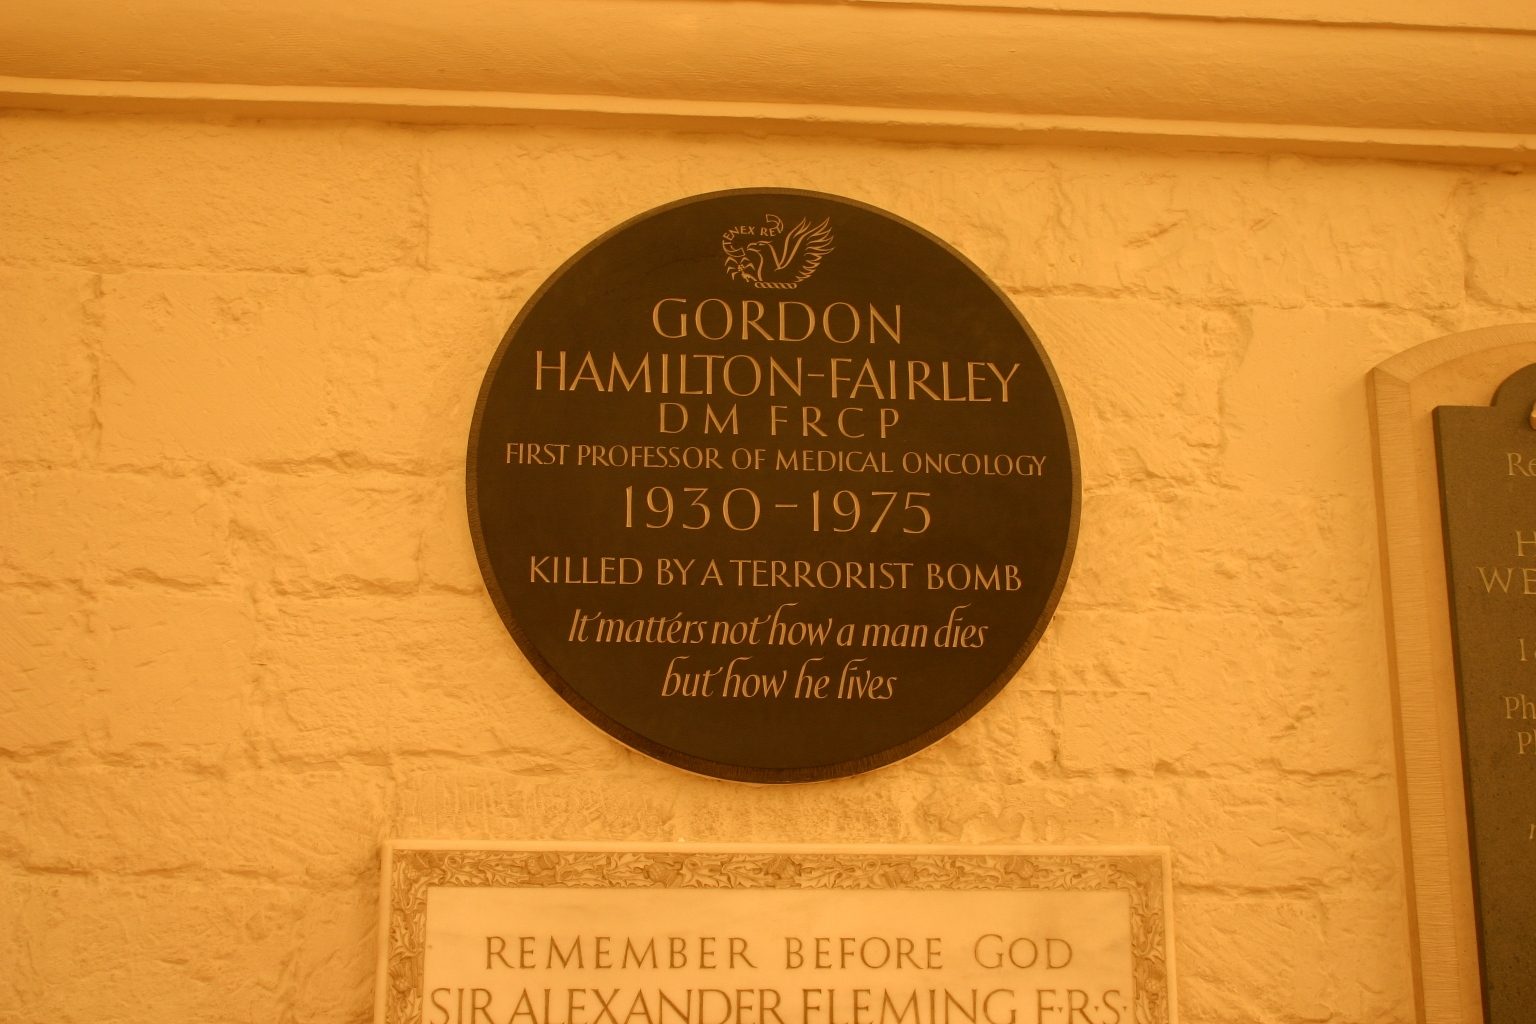 TENEX RE
GORDON
HAMILTON-FAIRLEY
DM FRCP
FIRST PROFESSOR OF MEDICAL ONCOLOGY
1930-1975
KILLED BY A TERRORIST BOMB
It matters not how a man dies
but how he lives
REMEMBER BEFORE GOD
SIR ALEXANDER FLEMING F·R·S·